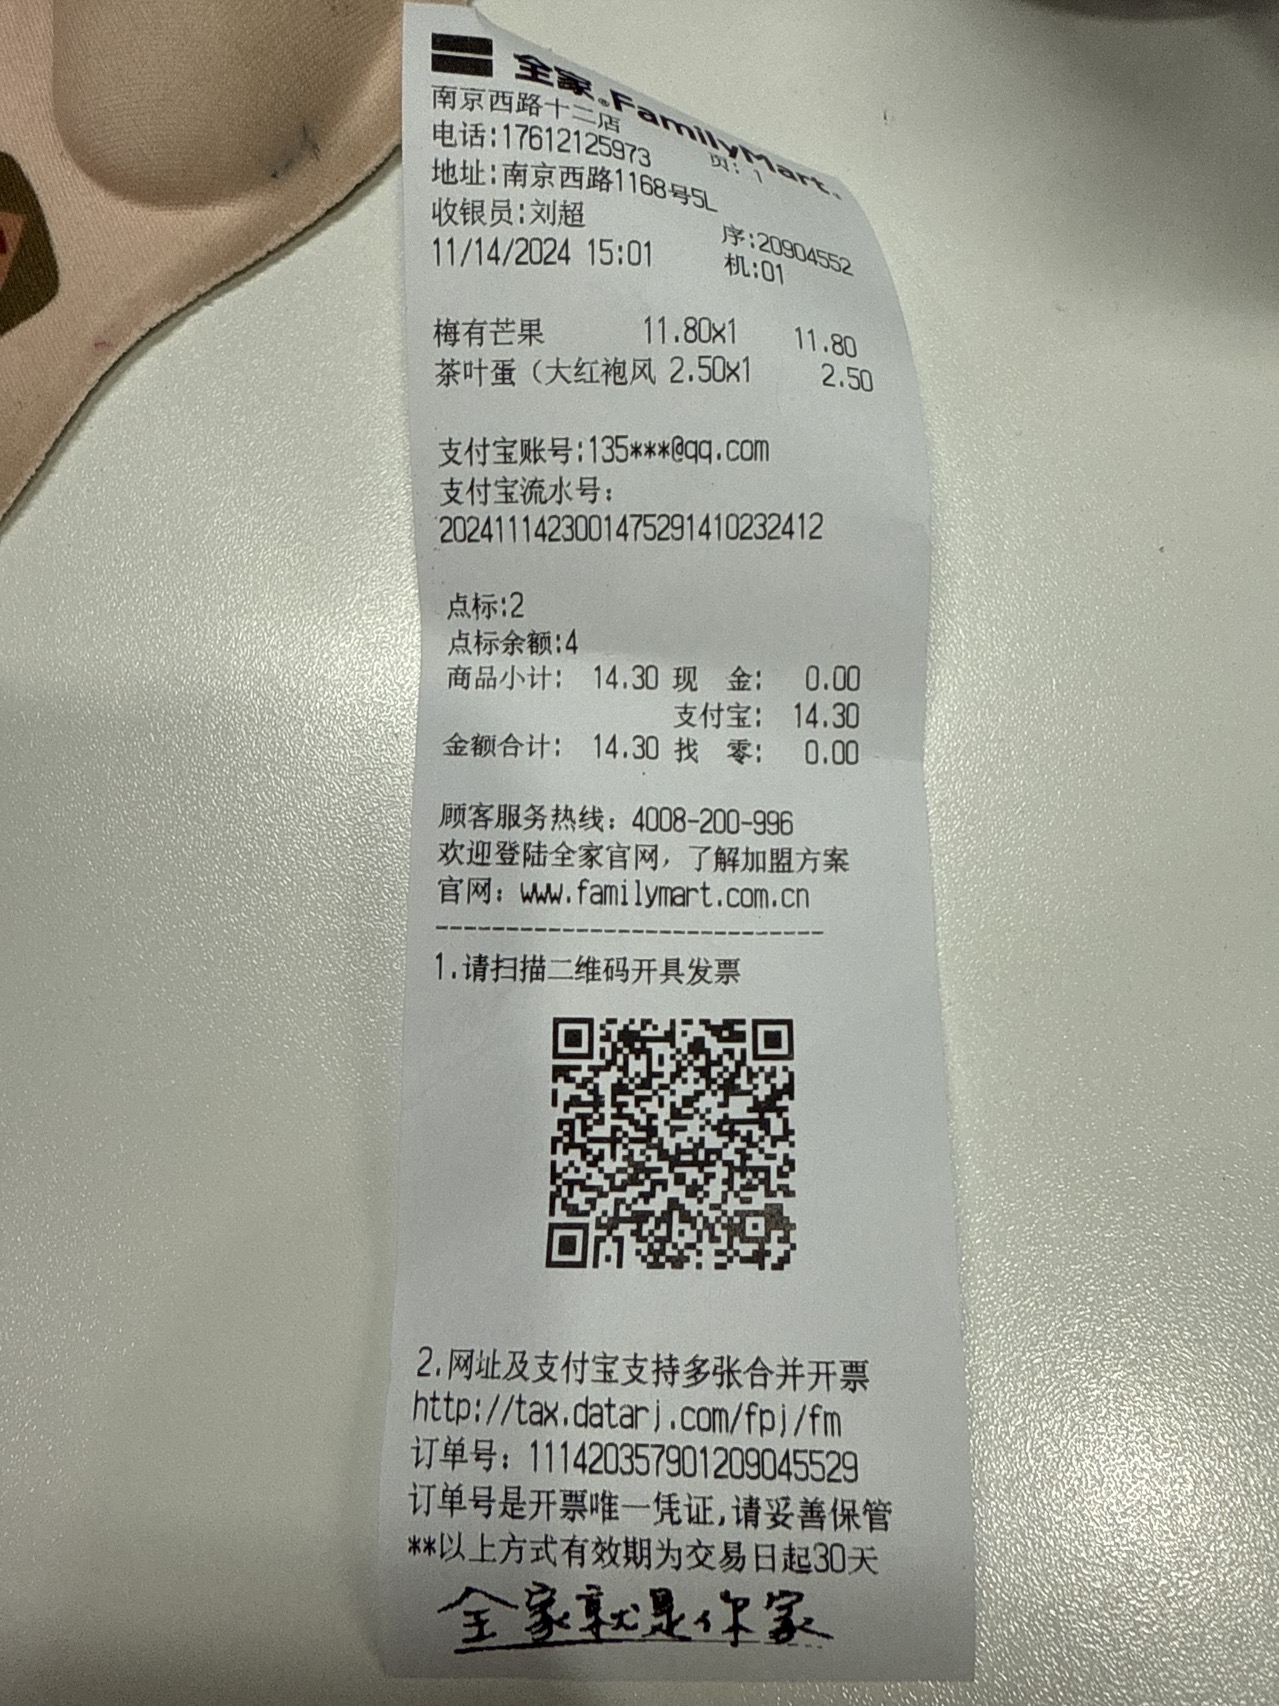 全家®FamilyMart.
南京西路十二店 页: 1
电话:17612125973
地址:南京西路1168号5L
收银员:刘超 序:20904552
11/14/2024 15:01 机:01
梅有芒果 11.80x1 11.80
茶叶蛋（大红袍风 2.50x1 2.50
支付宝账号:135***@qq.com
支付宝流水号:
2024111423001475291410232412
点标:2
点标余额:4
商品小计: 14.30 现 金: 0.00
支付宝: 14.30
金额合计: 14.30 找 零: 0.00
顾客服务热线: 4008-200-996
欢迎登陆全家官网，了解加盟方案
官网: www.familymart.com.cn
----------------------------
1.请扫描二维码开具发票
2.网址及支付宝支持多张合并开票
http://tax.datarj.com/fpj/fm
订单号: 111420357901209045529
订单号是开票唯一凭证,请妥善保管
**以上方式有效期为交易日起30天
全家就是你家